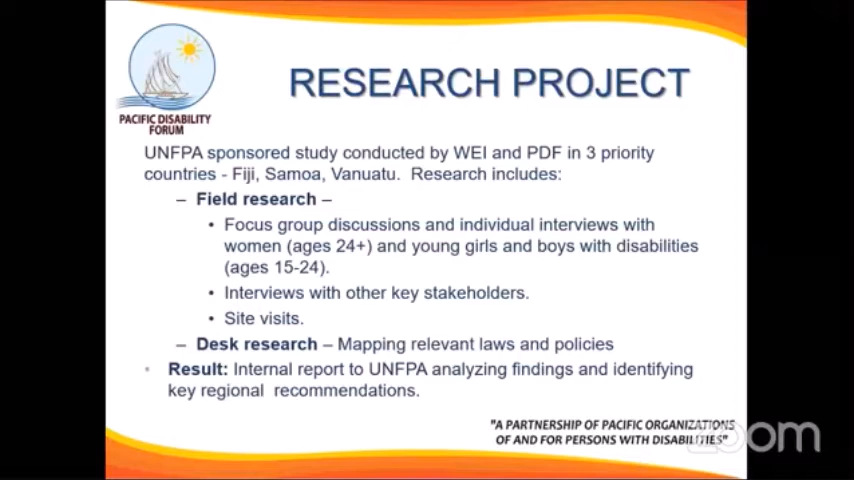 PACIFIC DISABILITY
FORUM
RESEARCH PROJECT
UNFPA sponsored study conducted by WEI and PDF in 3 priority
countries - Fiji, Samoa, Vanuatu.  Research includes:
– Field research –
• Focus group discussions and individual interviews with
women (ages 24+) and young girls and boys with disabilities
(ages 15-24).
• Interviews with other key stakeholders.
• Site visits.
– Desk research – Mapping relevant laws and policies
• Result: Internal report to UNFPA analyzing findings and identifying
key regional  recommendations.
"A PARTNERSHIP OF PACIFIC ORGANIZATIONS
OF AND FOR PERSONS WITH DISABILITIES"
zoom